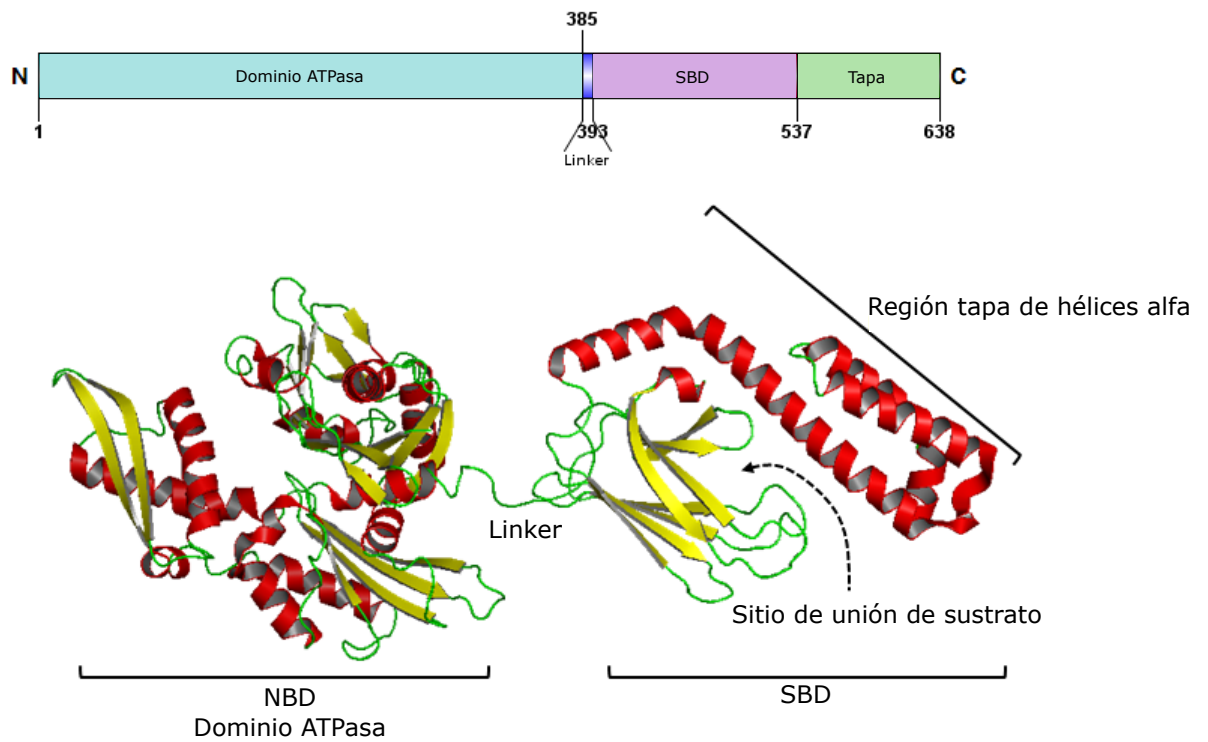 385
N
Dominio ATPasa
SBD
Tapa
C
1
393
537
638
Linker
Región tapa de hélices alfa
Linker
Sitio de unión de sustrato
NBD
Dominio ATPasa
SBD